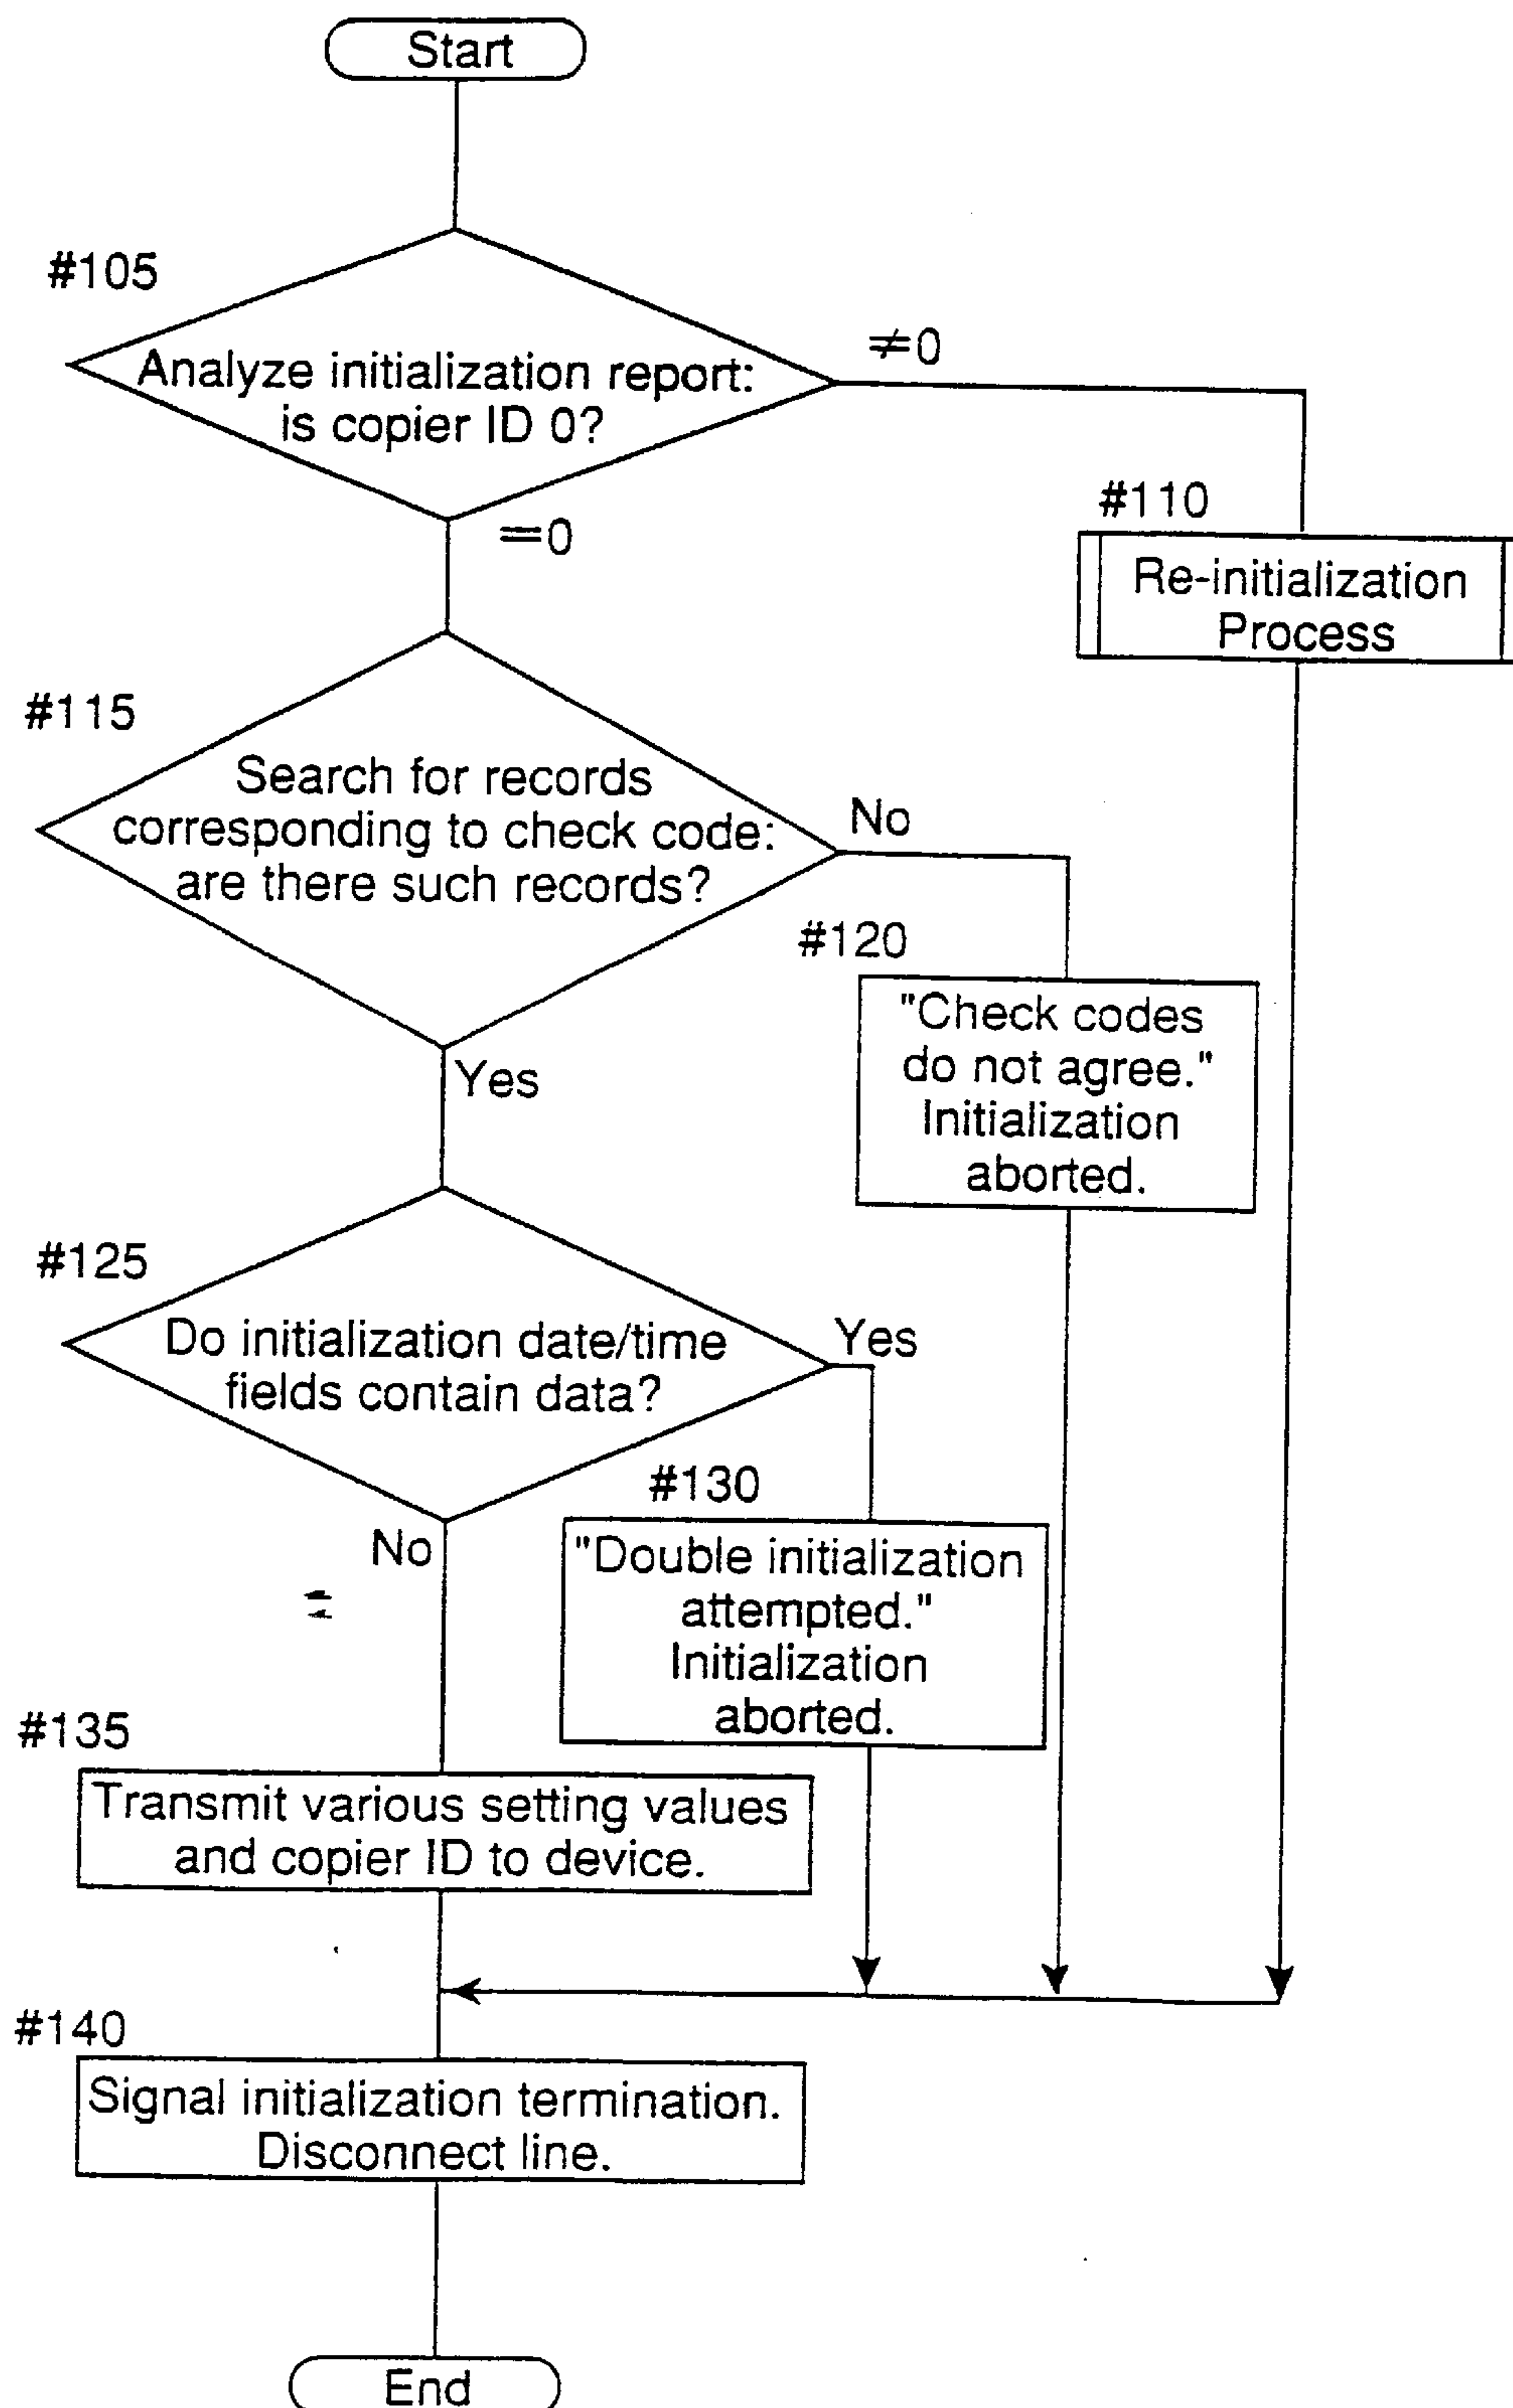 Start
#105
Analyze initialization report:
is copier ID 0?
≠0
=0
#110
Re-initialization
Process
#115
Search for records
corresponding to check code:
are there such records?
No
Yes
#120
"Check codes
do not agree."
Initialization
aborted.
#125
Do initialization date/time
fields contain data?
Yes
No
#130
"Double initialization
attempted."
Initialization
aborted.
#135
Transmit various setting values
and copier ID to device.
#140
Signal initialization termination.
Disconnect line.
End